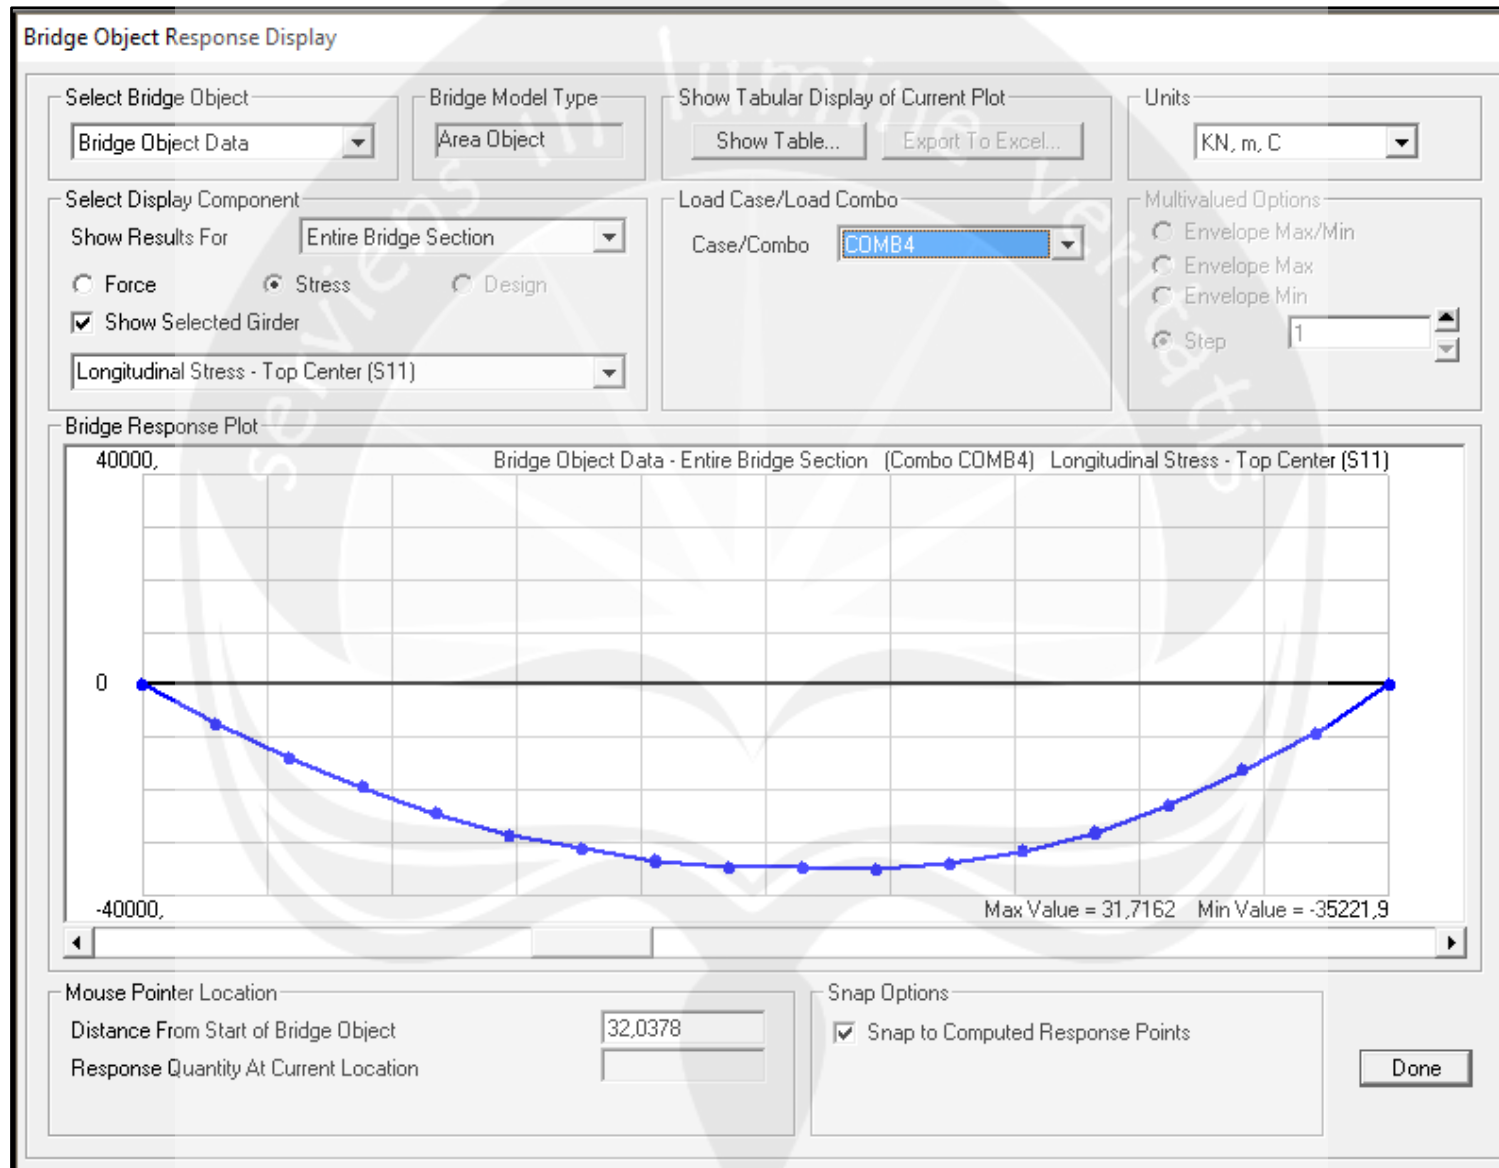 Bridge Object Response Display
Select Bridge Object
Bridge Object Data
Bridge Model Type
Area Object
Show Tabular Display of Current Plot
Show Table...
Export To Excel...
Units
KN, m, C
Select Display Component
Show Results For
Entire Bridge Section
Force
Stress
Design
Show Selected Girder
Longitudinal Stress - Top Center (S11)
Load Case/Load Combo
Case/Combo
COMB4
Multivalued Options
Envelope Max/Min
Envelope Max
Envelope Min
Step
1
Bridge Response Plot
40000,
Bridge Object Data - Entire Bridge Section (Combo COMB4) Longitudinal Stress - Top Center (S11)
0
-40000,
Max Value = 31,7162 Min Value = -35221,9
Mouse Pointer Location
Distance From Start of Bridge Object
32,0378
Response Quantity At Current Location
Snap Options
Snap to Computed Response Points
Done
serviens in lumine veritatis